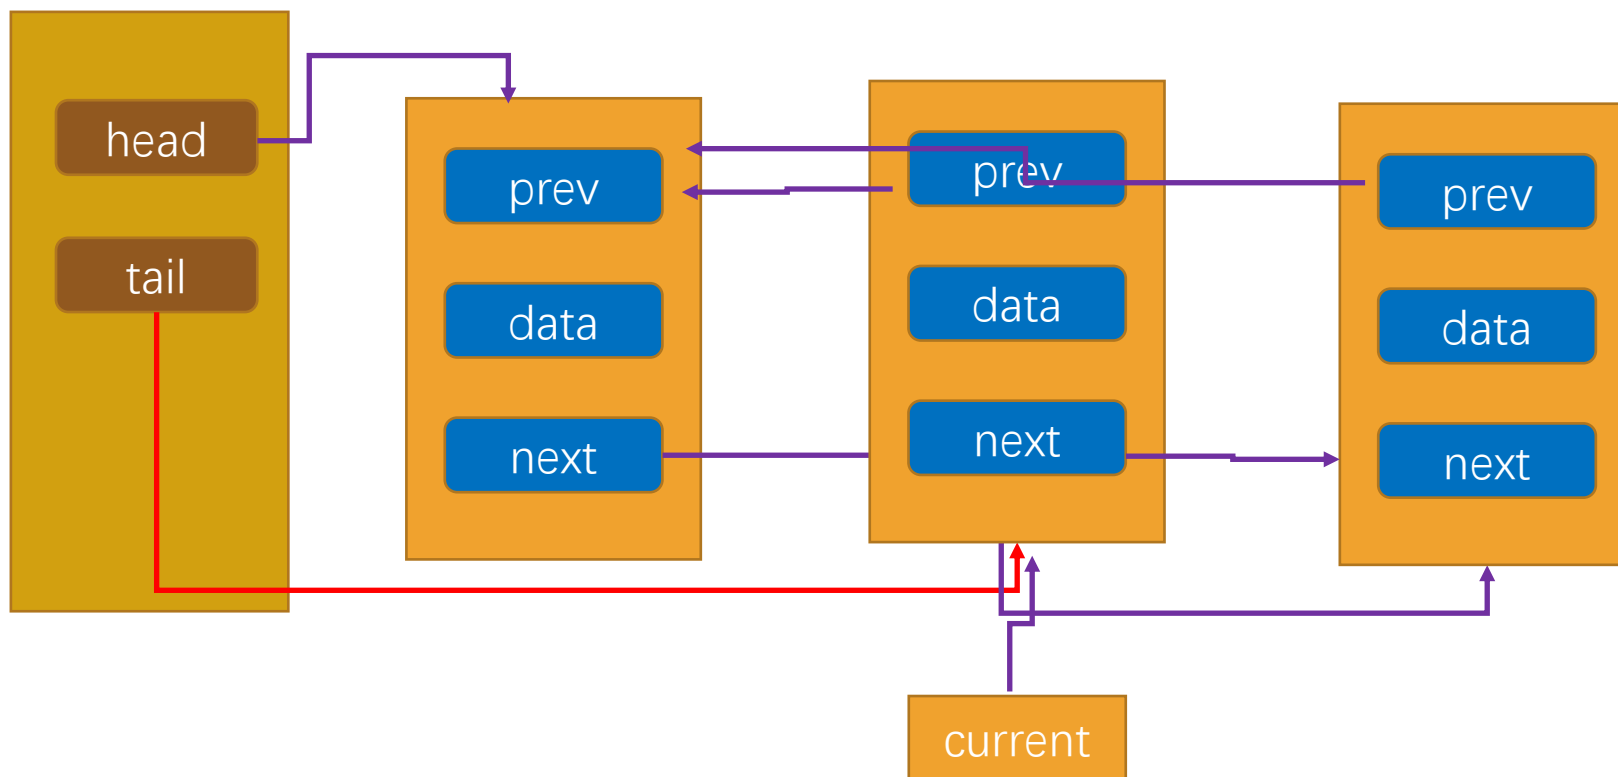 head
tail
prev
data
next
prev
data
next
prev
data
next
current